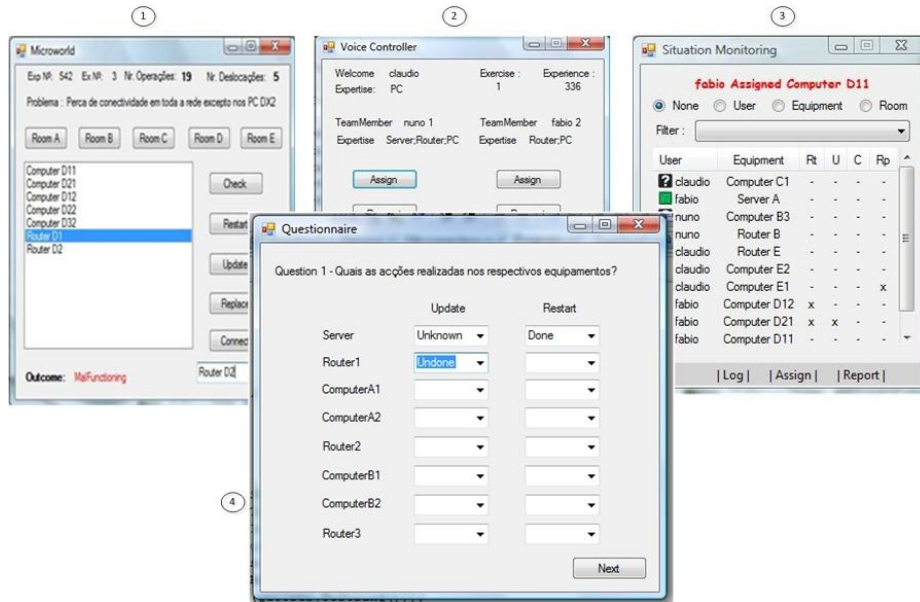 1
2
3
Microworld
Exp Nº: 542 Ex Nº: 3 Nr. Operações: 19 Nr. Deslocações: 5
Problema : Perca de conectividade em toda a rede excepto nos PC DX2
Room A Room B Room C Room D Room E
Computer D11
Computer D21
Computer D12
Computer D22
Computer D32
Router D1
Router D2
Check
Restart
Update
Replace
Connect
Outcome: MalFunctioning
Router D2
Voice Controller
Welcome claudio Exercise : Experience :
Expertise: PC 1 336
TeamMember nuno 1 TeamMember fabio 2
Expertise Server;Router;PC Expertise Router;PC
Assign Assign
Situation Monitoring
fabio Assigned Computer D11
None User Equipment Room
Filter :
User Equipment Rt U C Rp
? claudio Computer C1 - - - -
fabio Server A - - - -
nuno Computer B3 - - - -
nuno Router B - - - -
claudio Router E - - - -
claudio Computer E2 - - - -
claudio Computer E1 - - - x
fabio Computer D12 x - - -
fabio Computer D21 x x - -
fabio Computer D11 - - - -
| Log | | Assign | | Report |
4
Questionnaire
Question 1 - Quais as acções realizadas nos respectivos equipamentos?
Update Restart
Server Unknown Done
Router1 Undone
ComputerA1
ComputerA2
Router2
ComputerB1
ComputerB2
Router3
Next